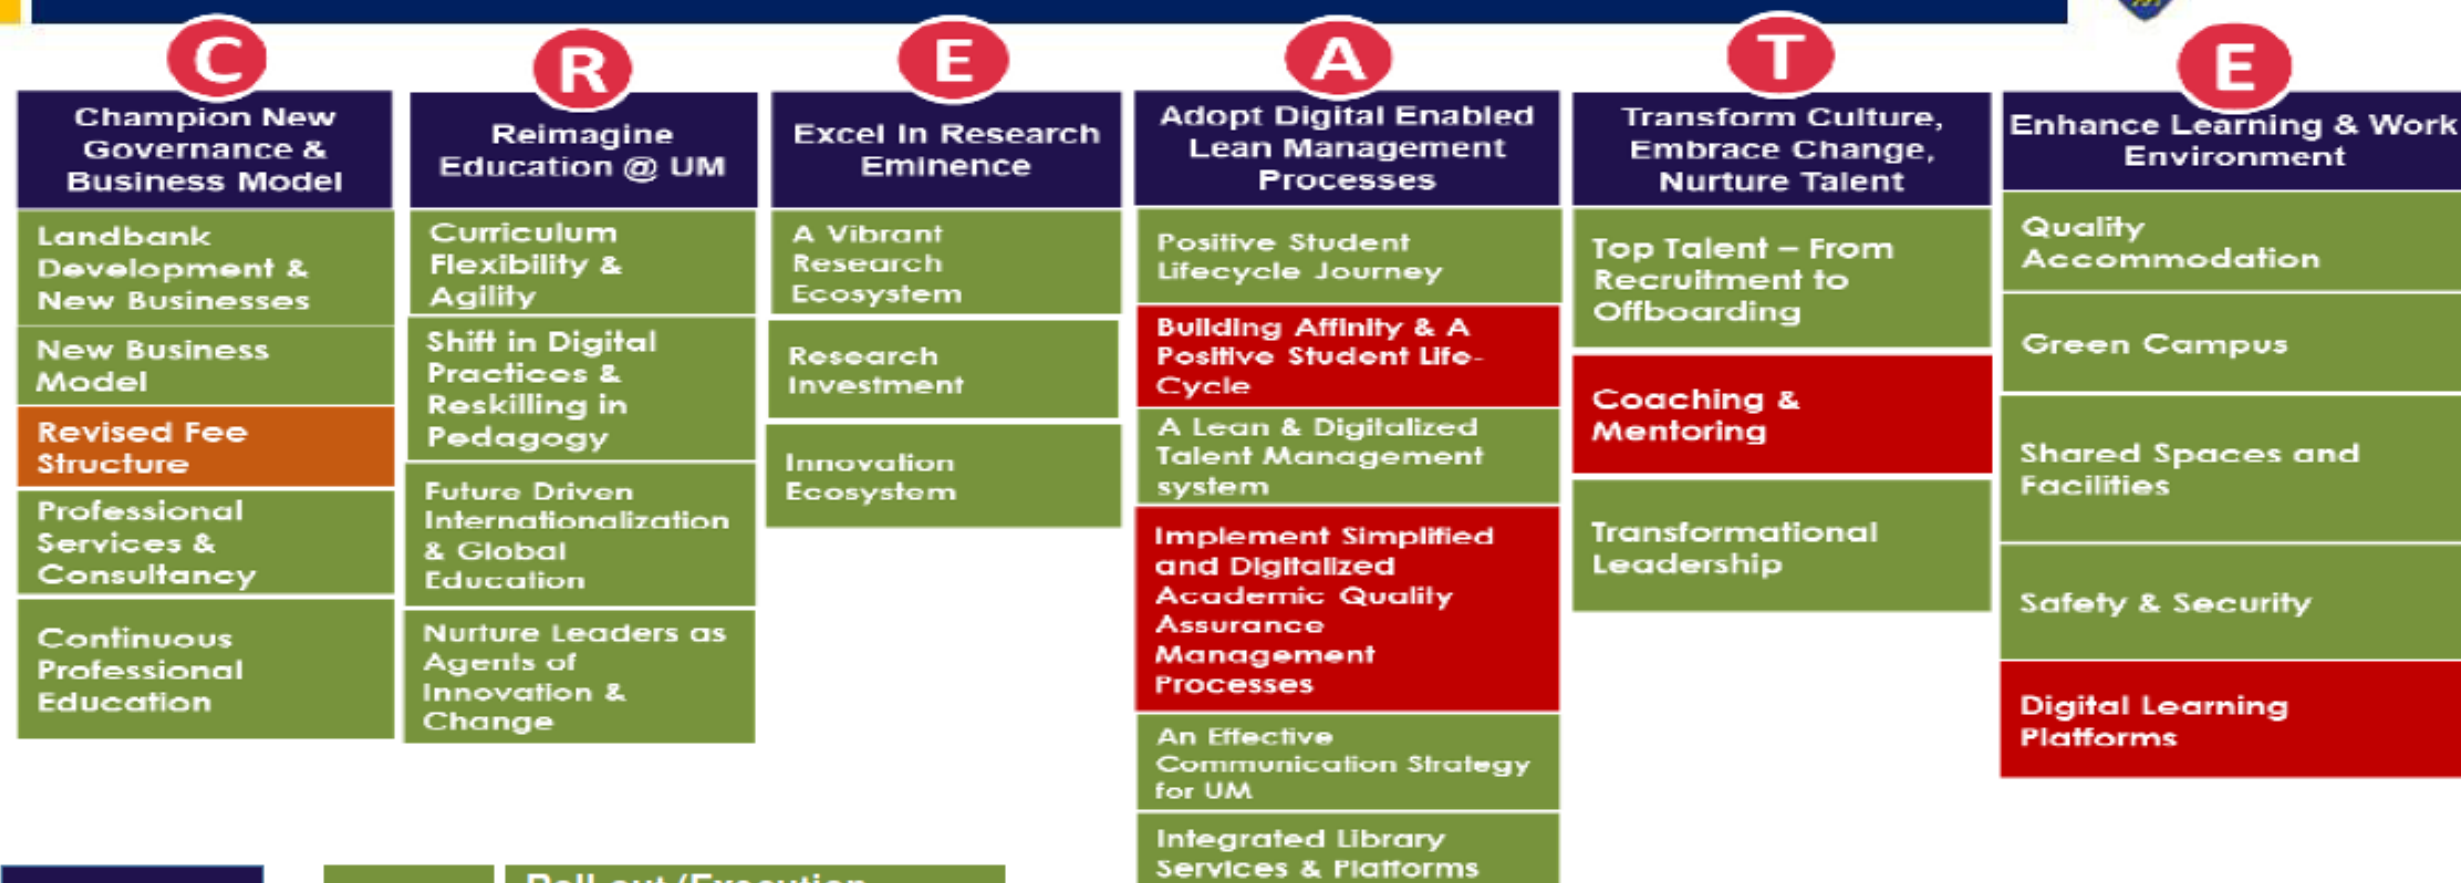 C
Champion New
Governance &
Business Model
Landbank
Development &
New Businesses
New Business
Model
Revised Fee
Structure
Professional
Services &
Consultancy
Continuous
Professional
Education
R
Reimagine
Education @ UM
Curriculum
Flexibility &
Agility
Shift in Digital
Practices &
Reskilling in
Pedagogy
Future Driven
Internationalization
& Global
Education
Nurture Leaders as
Agents of
Innovation &
Change
E
Excel In Research
Eminence
A Vibrant
Research
Ecosystem
Research
Investment
Innovation
Ecosystem
A
Adopt Digital Enabled
Lean Management
Processes
Positive Student
Lifecycle Journey
Building Affinity & A
Positive Student Life-
Cycle
A Lean & Digitalized
Talent Management
system
Implement Simplified
and Digitalized
Academic Quality
Assurance
Management
Processes
An Effective
Communication Strategy
for UM
Integrated Library
Services & Platforms
T
Transform Culture,
Embrace Change,
Nurture Talent
Top Talent – From
Recruitment to
Offboarding
Coaching &
Mentoring
Transformational
Leadership
E
Enhance Learning & Work
Environment
Quality
Accommodation
Green Campus
Shared Spaces and
Facilities
Safety & Security
Digital Learning
Platforms